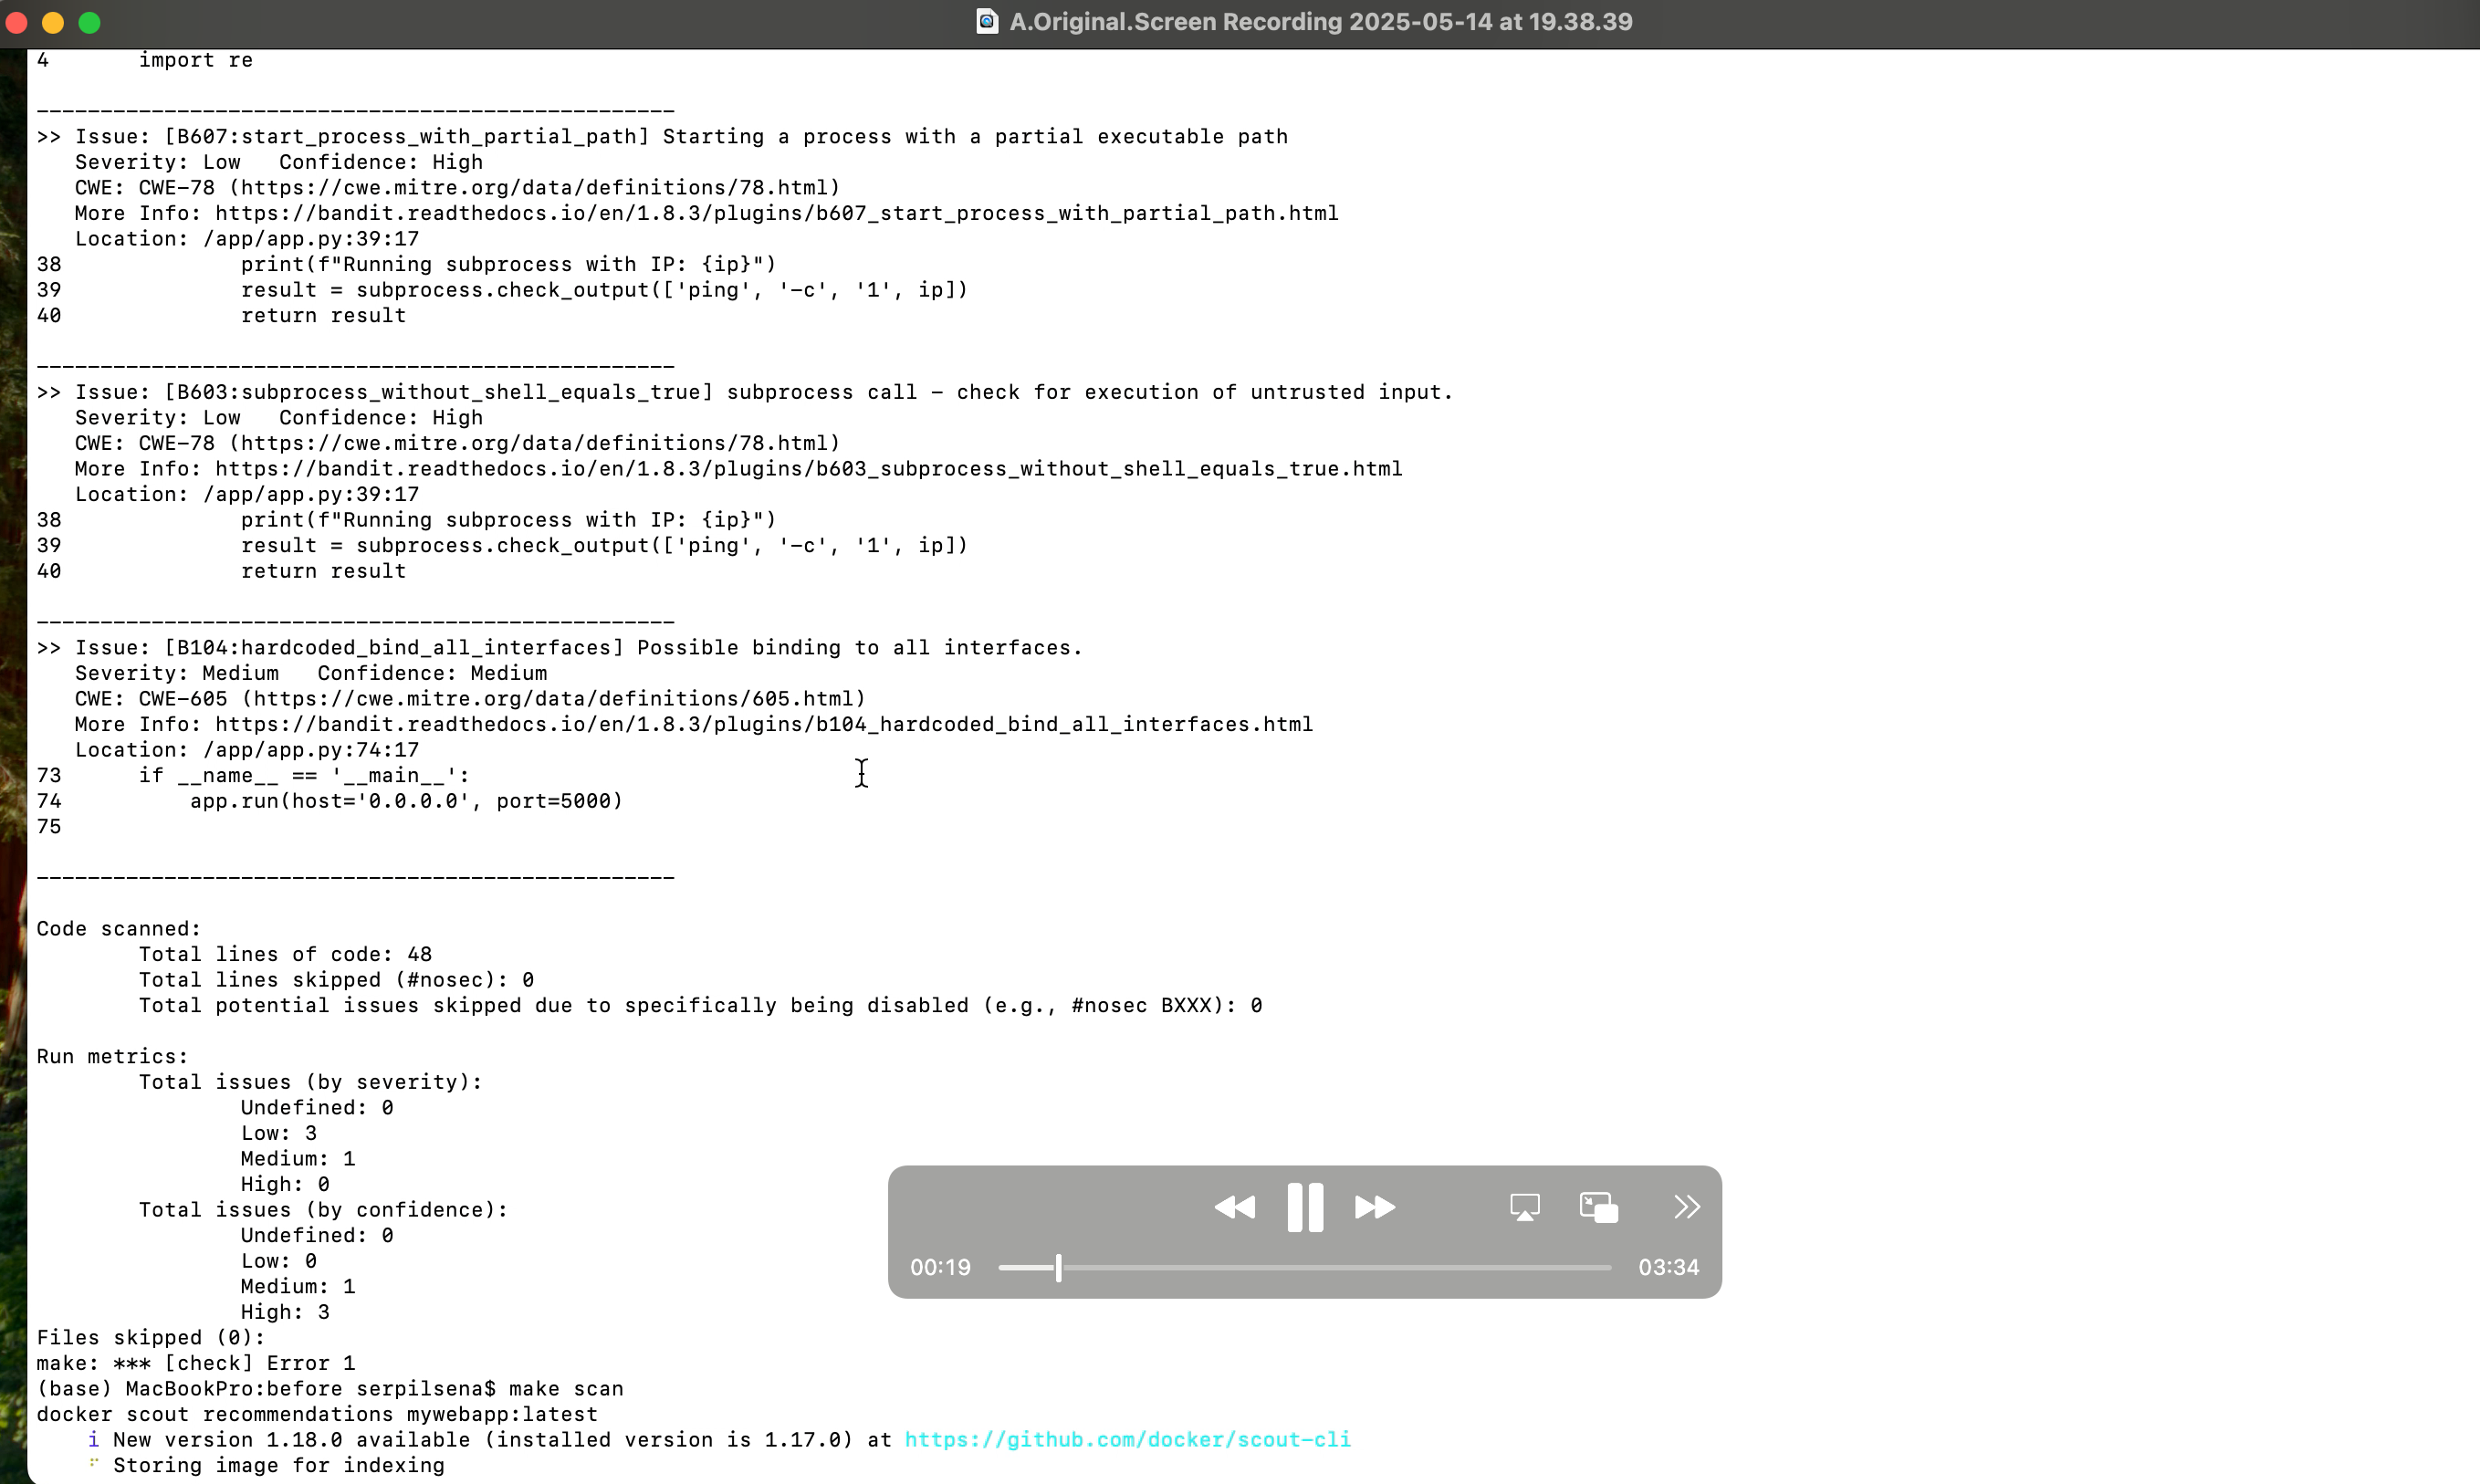 A.Original.Screen Recording 2025-05-14 at 19.38.39
4       import re
--------------------------------------------------
>> Issue: [B607:start_process_with_partial_path] Starting a process with a partial executable path
   Severity: Low   Confidence: High
   CWE: CWE-78 (https://cwe.mitre.org/data/definitions/78.html)
   More Info: https://bandit.readthedocs.io/en/1.8.3/plugins/b607_start_process_with_partial_path.html
   Location: /app/app.py:39:17
38              print(f"Running subprocess with IP: {ip}")
39              result = subprocess.check_output(['ping', '-c', '1', ip])
40              return result
--------------------------------------------------
>> Issue: [B603:subprocess_without_shell_equals_true] subprocess call - check for execution of untrusted input.
   Severity: Low   Confidence: High
   CWE: CWE-78 (https://cwe.mitre.org/data/definitions/78.html)
   More Info: https://bandit.readthedocs.io/en/1.8.3/plugins/b603_subprocess_without_shell_equals_true.html
   Location: /app/app.py:39:17
38              print(f"Running subprocess with IP: {ip}")
39              result = subprocess.check_output(['ping', '-c', '1', ip])
40              return result
--------------------------------------------------
>> Issue: [B104:hardcoded_bind_all_interfaces] Possible binding to all interfaces.
   Severity: Medium   Confidence: Medium
   CWE: CWE-605 (https://cwe.mitre.org/data/definitions/605.html)
   More Info: https://bandit.readthedocs.io/en/1.8.3/plugins/b104_hardcoded_bind_all_interfaces.html
   Location: /app/app.py:74:17
73      if __name__ == '__main__':
74          app.run(host='0.0.0.0', port=5000)
75
--------------------------------------------------
Code scanned:
        Total lines of code: 48
        Total lines skipped (#nosec): 0
        Total potential issues skipped due to specifically being disabled (e.g., #nosec BXXX): 0
Run metrics:
        Total issues (by severity):
                Undefined: 0
                Low: 3
                Medium: 1
                High: 0
        Total issues (by confidence):
                Undefined: 0
                Low: 0
                Medium: 1
                High: 3
00:19
03:34
Files skipped (0):
make: *** [check] Error 1
(base) MacBookPro:before serpilsena$ make scan
docker scout recommendations mywebapp:latest
    i New version 1.18.0 available (installed version is 1.17.0) at https://github.com/docker/scout-cli
      Storing image for indexing